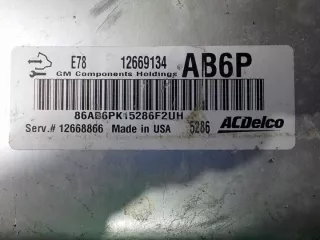 E78 12669134 AB6P
GM Components Holdings
86AB6PK15286F2UH
Serv.# 12668866 Made in USA 5286 ACDelco